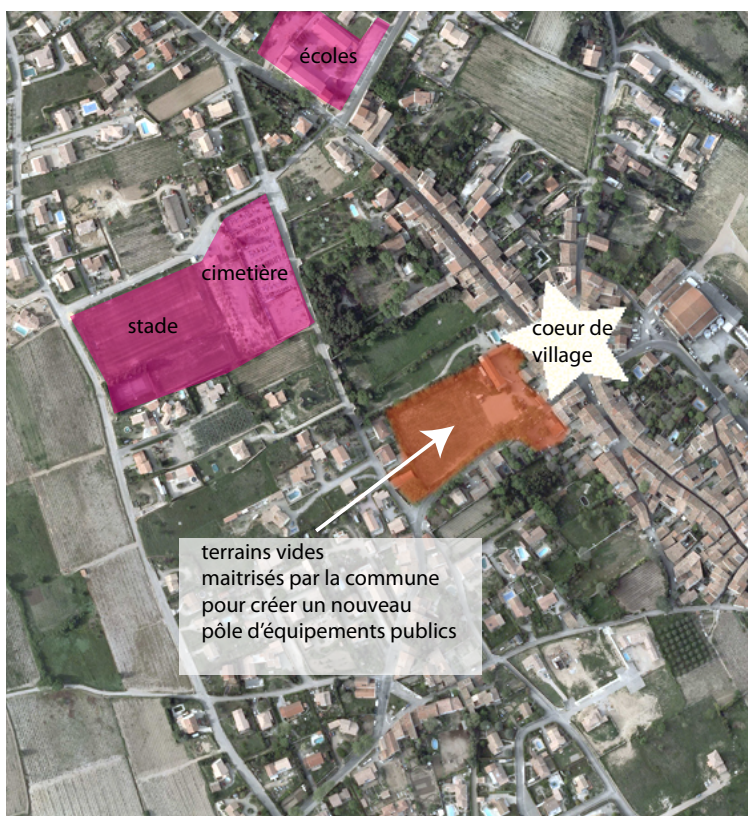 écoles
cimetière
stade
coeur de
village
terrains vides
maitrisés par la commune
pour créer un nouveau
pôle d'équipements publics